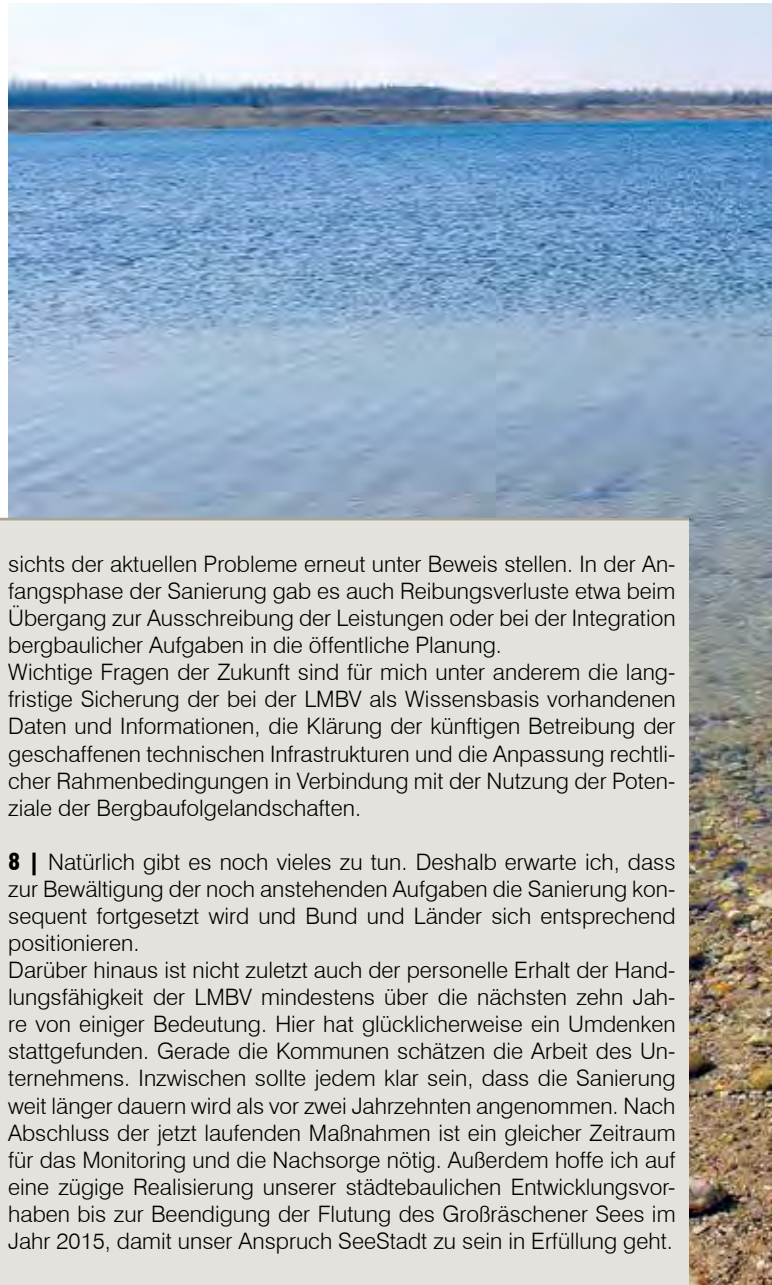 sichts der aktuellen Probleme erneut unter Beweis stellen. In der An-
fangsphase der Sanierung gab es auch Reibungsverluste etwa beim
Übergang zur Ausschreibung der Leistungen oder bei der Integration
bergbaulicher Aufgaben in die öffentliche Planung.
Wichtige Fragen der Zukunft sind für mich unter anderem die lang-
fristige Sicherung der bei der LMBV als Wissensbasis vorhandenen
Daten und Informationen, die Klärung der künftigen Betreibung der
geschaffenen technischen Infrastrukturen und die Anpassung rechtli-
cher Rahmenbedingungen in Verbindung mit der Nutzung der Poten-
ziale der Bergbaufolgelandschaften.
8 | Natürlich gibt es noch vieles zu tun. Deshalb erwarte ich, dass
zur Bewältigung der noch anstehenden Aufgaben die Sanierung kon-
sequent fortgesetzt wird und Bund und Länder sich entsprechend
positionieren.
Darüber hinaus ist nicht zuletzt auch der personelle Erhalt der Hand-
lungsfähigkeit der LMBV mindestens über die nächsten zehn Jah-
re von einiger Bedeutung. Hier hat glücklicherweise ein Umdenken
stattgefunden. Gerade die Kommunen schätzen die Arbeit des Un-
ternehmens. Inzwischen sollte jedem klar sein, dass die Sanierung
weit länger dauern wird als vor zwei Jahrzehnten angenommen. Nach
Abschluss der jetzt laufenden Maßnahmen ist ein gleicher Zeitraum
für das Monitoring und die Nachsorge nötig. Außerdem hoffe ich auf
eine zügige Realisierung unserer städtebaulichen Entwicklungsvor-
haben bis zur Beendigung der Flutung des Großräschener Sees im
Jahr 2015, damit unser Anspruch SeeStadt zu sein in Erfüllung geht.